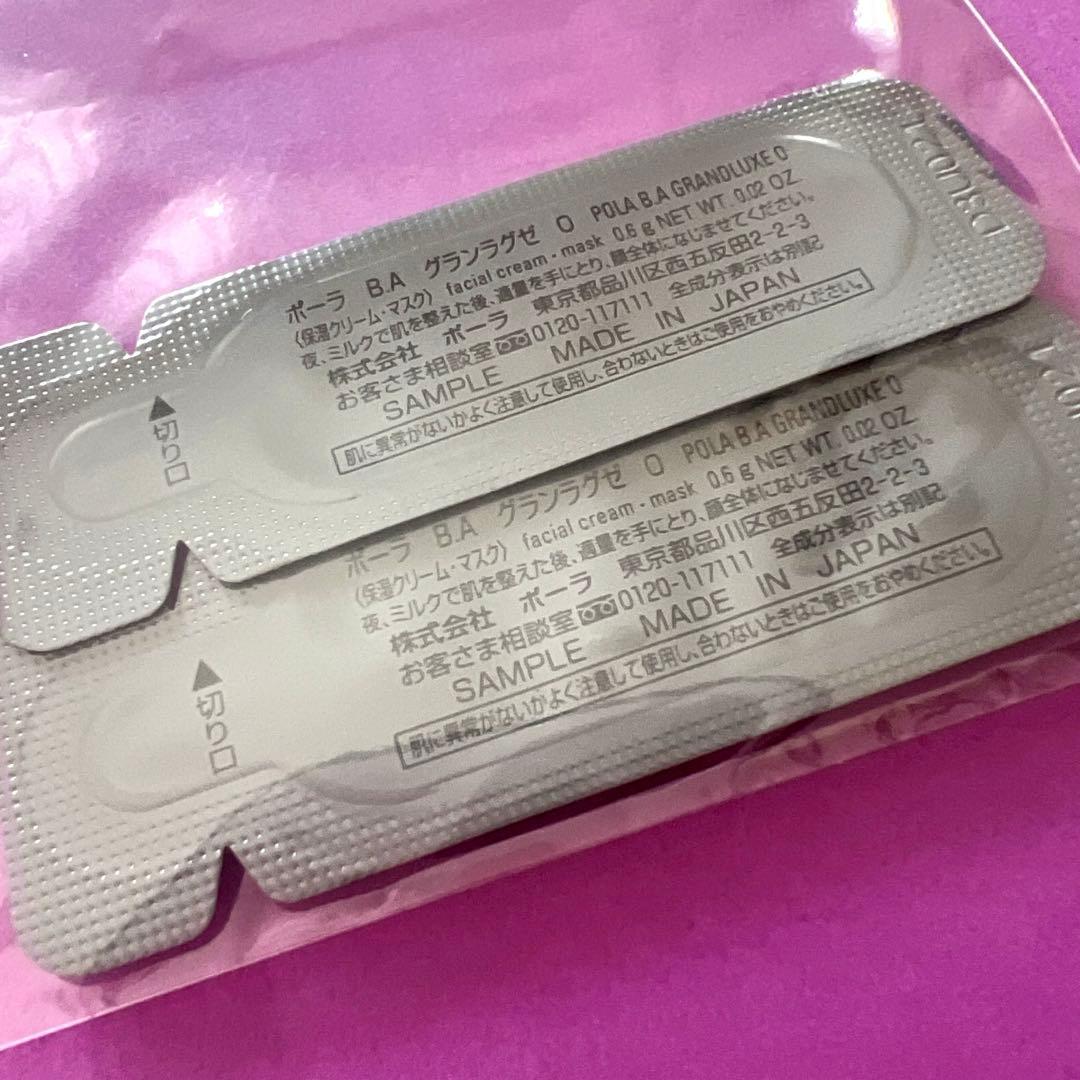 ポーラ B.A グランラグゼ O POLA B.A GRANDLUXE O
〈保湿クリーム・マスク〉 facial cream・mask 0.6 g NET WT. 0.02 OZ.
夜、ミルクで肌を整えた後、適量を手にとり、顔全体になじませてください。
株式会社 ポーラ 東京都品川区西五反田2-2-3
お客さま相談室 0120-117111 全成分表示は別記
SAMPLE MADE IN JAPAN
肌に異常がないかよく注意して使用し、合わないときはご使用をおやめください。
▲切り口
ポーラ B.A グランラグゼ O POLA B.A GRANDLUXE O
〈保湿クリーム・マスク〉 facial cream・mask 0.6 g NET WT. 0.02 OZ.
夜、ミルクで肌を整えた後、適量を手にとり、顔全体になじませてください。
株式会社 ポーラ 東京都品川区西五反田2-2-3
お客さま相談室 0120-117111 全成分表示は別記
SAMPLE MADE IN JAPAN
肌に異常がないかよく注意して使用し、合わないときはご使用をおやめください。
▲切り口